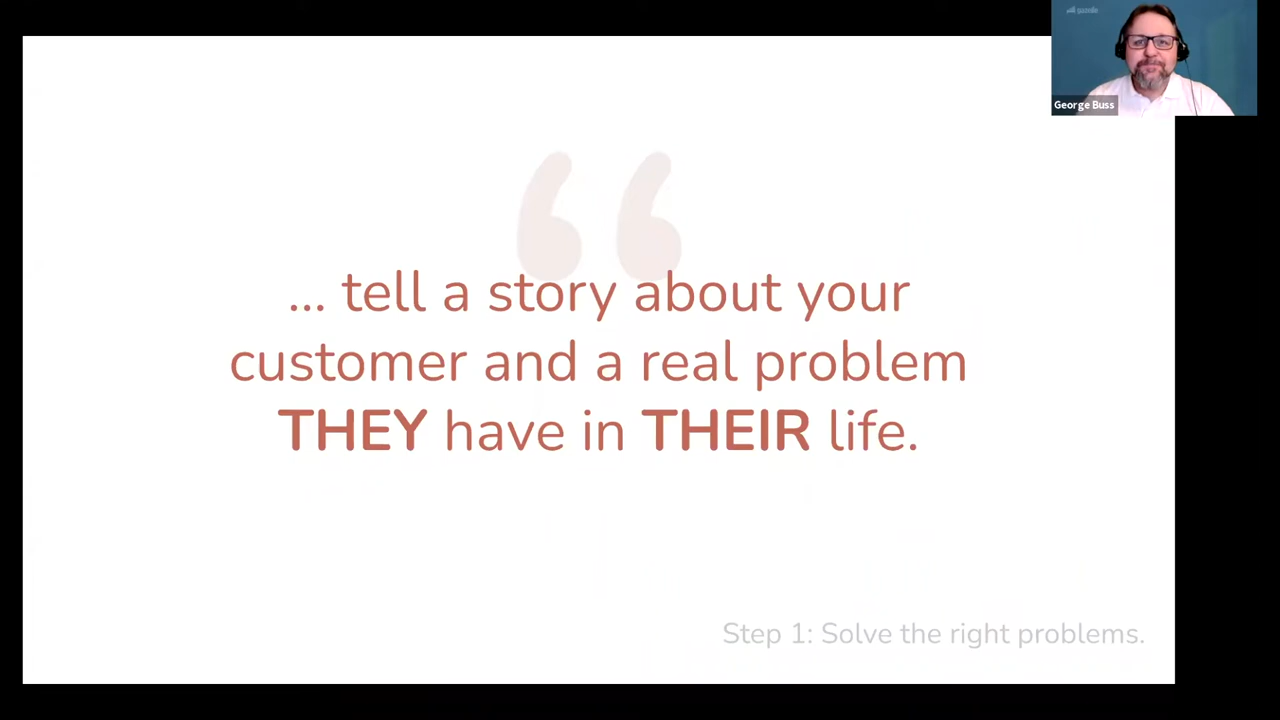 George Buss
... tell a story about your
customer and a real problem
THEY have in THEIR life.
Step 1: Solve the right problems.